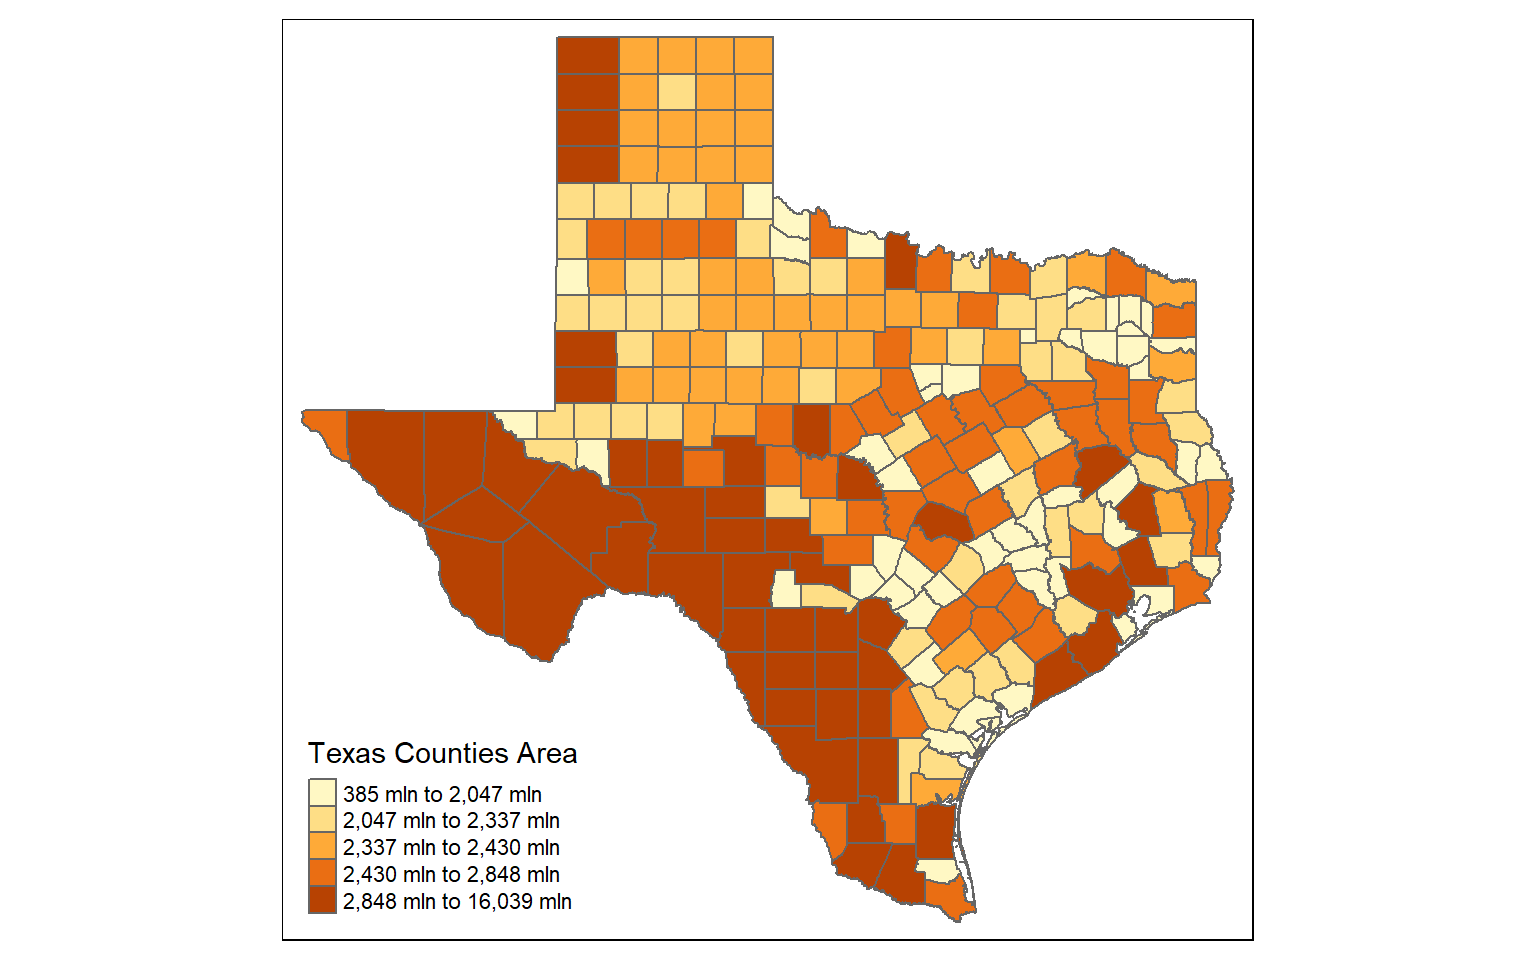 Texas Counties Area
385 mln to 2,047 mln
2,047 mln to 2,337 mln
2,337 mln to 2,430 mln
2,430 mln to 2,848 mln
2,848 mln to 16,039 mln